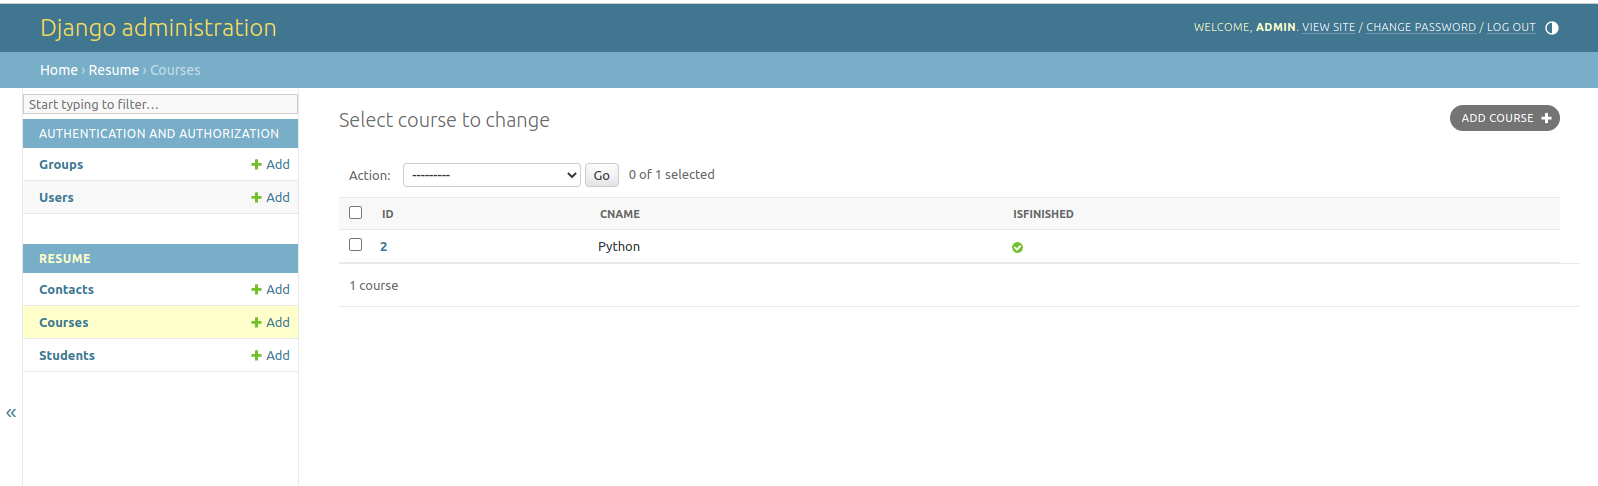 Django administration
WELCOME, ADMIN. VIEW SITE / CHANGE PASSWORD / LOG OUT
Home › Resume › Courses
Start typing to filter...
AUTHENTICATION AND AUTHORIZATION
Groups + Add
Users + Add
RESUME
Contacts + Add
Courses + Add
Students + Add
«
Select course to change
ADD COURSE +
Action: --------- Go 0 of 1 selected
ID CNAME ISFINISHED
2 Python
1 course